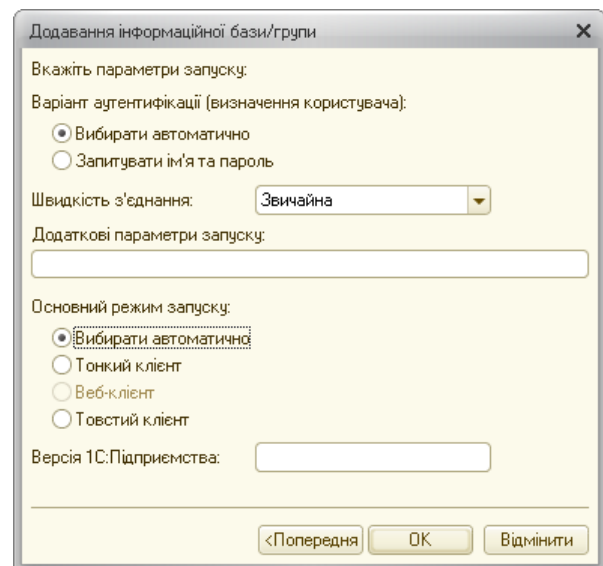 Додавання інформаційної бази/групи
Вкажіть параметри запуску:
Варіант аутентифікації (визначення користувача):
Вибирати автоматично
Запитувати ім'я та пароль
Швидкість з'єднання: Звичайна
Додаткові параметри запуску:
Основний режим запуску:
Вибирати автоматично
Тонкий клієнт
Веб-клієнт
Товстий клієнт
Версія 1С:Підприємства:
<Попередня OK Відмінити